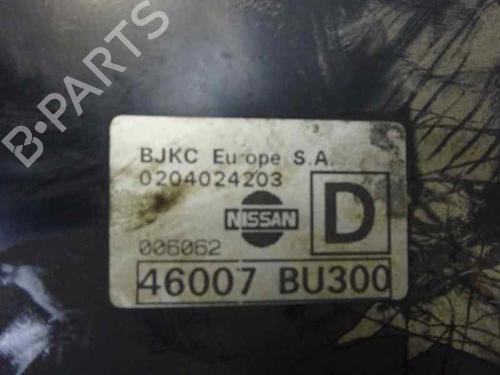 B-PARTS
BJKC Europe S.A.
0204024203
NISSAN
D
006062
46007 BU300